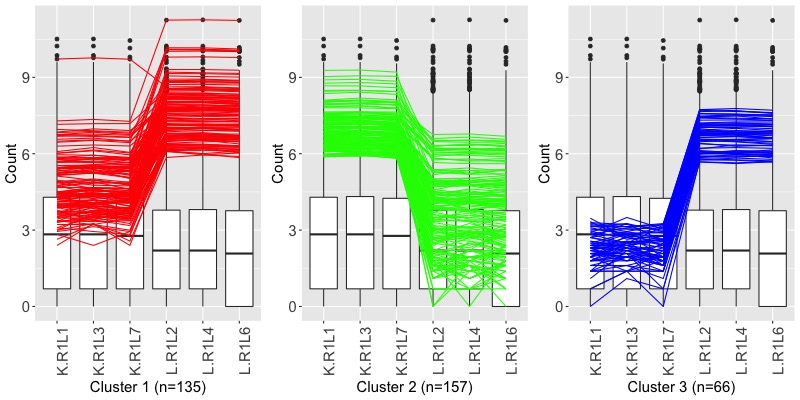 Count
9
6
3
0
K.R1L1
K.R1L3
K.R1L7
L.R1L2
L.R1L4
L.R1L6
Cluster 1 (n=135)
Count
9
6
3
0
K.R1L1
K.R1L3
K.R1L7
L.R1L2
L.R1L4
L.R1L6
Cluster 2 (n=157)
Count
9
6
3
0
K.R1L1
K.R1L3
K.R1L7
L.R1L2
L.R1L4
L.R1L6
Cluster 3 (n=66)